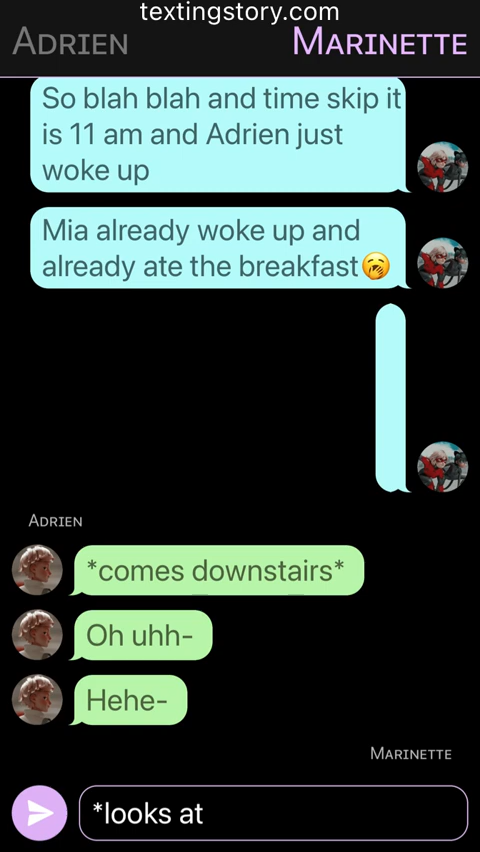 textingstory.com
Adrien Marinette
So blah blah and time skip it
is 11 am and Adrien just
woke up
Mia already woke up and
already ate the breakfast🥱
Adrien
*comes downstairs*
Oh uhh-
Hehe-
Marinette
*looks at